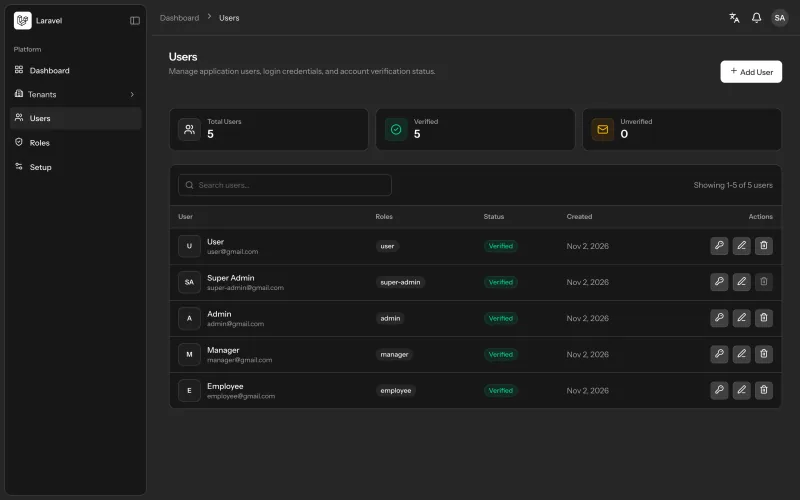 Laravel
Platform
Dashboard
Tenants
Users
Roles
Setup
Dashboard > Users
SA
Users
Manage application users, login credentials, and account verification status.
+ Add User
Total Users
5
Verified
5
Unverified
0
Search users...
Showing 1-5 of 5 users
User Roles Status Created Actions
U User user@gmail.com user Verified Nov 2, 2026
SA Super Admin super-admin@gmail.com super-admin Verified Nov 2, 2026
A Admin admin@gmail.com admin Verified Nov 2, 2026
M Manager manager@gmail.com manager Verified Nov 2, 2026
E Employee employee@gmail.com employee Verified Nov 2, 2026